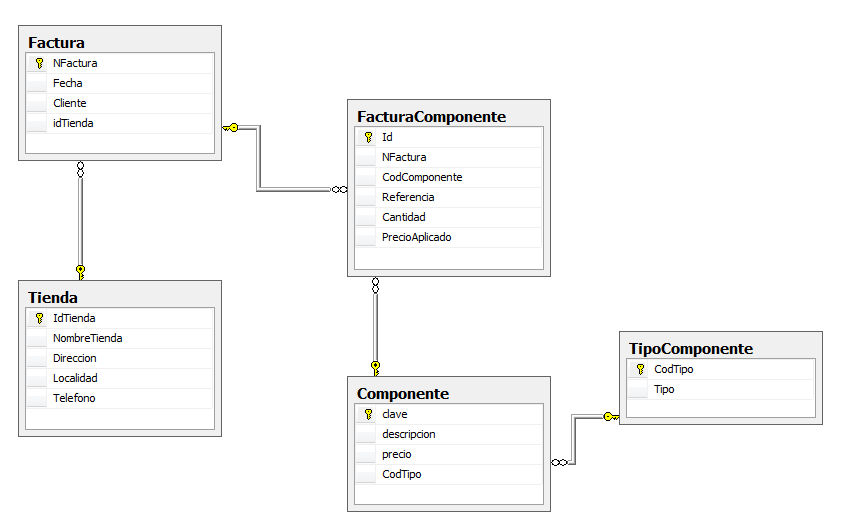 Factura
NFactura
Fecha
Cliente
idTienda
FacturaComponente
Id
NFactura
CodComponente
Referencia
Cantidad
PrecioAplicado
Tienda
IdTienda
NombreTienda
Direccion
Localidad
Telefono
TipoComponente
CodTipo
Tipo
Componente
clave
descripcion
precio
CodTipo